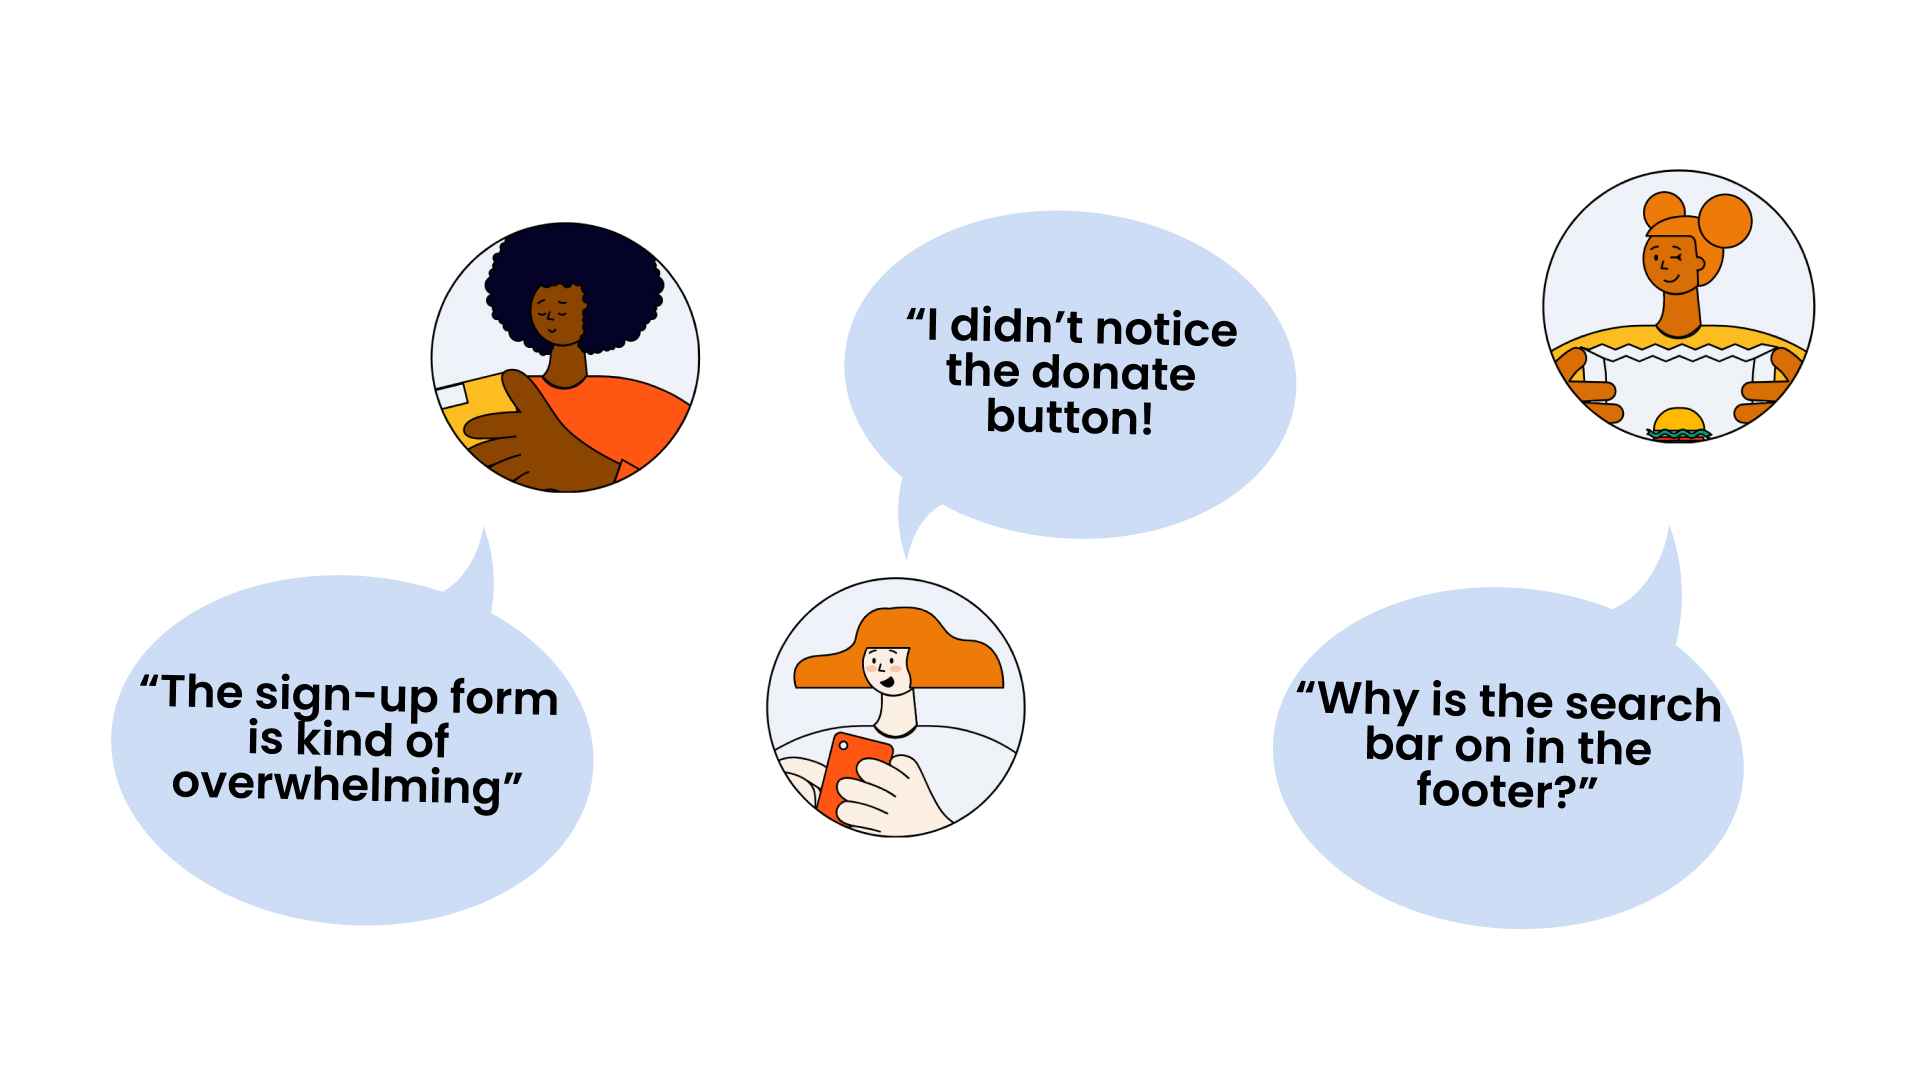 “The sign-up form
is kind of
overwhelming”
“I didn’t notice
the donate
button!
“Why is the search
bar on in the
footer?”